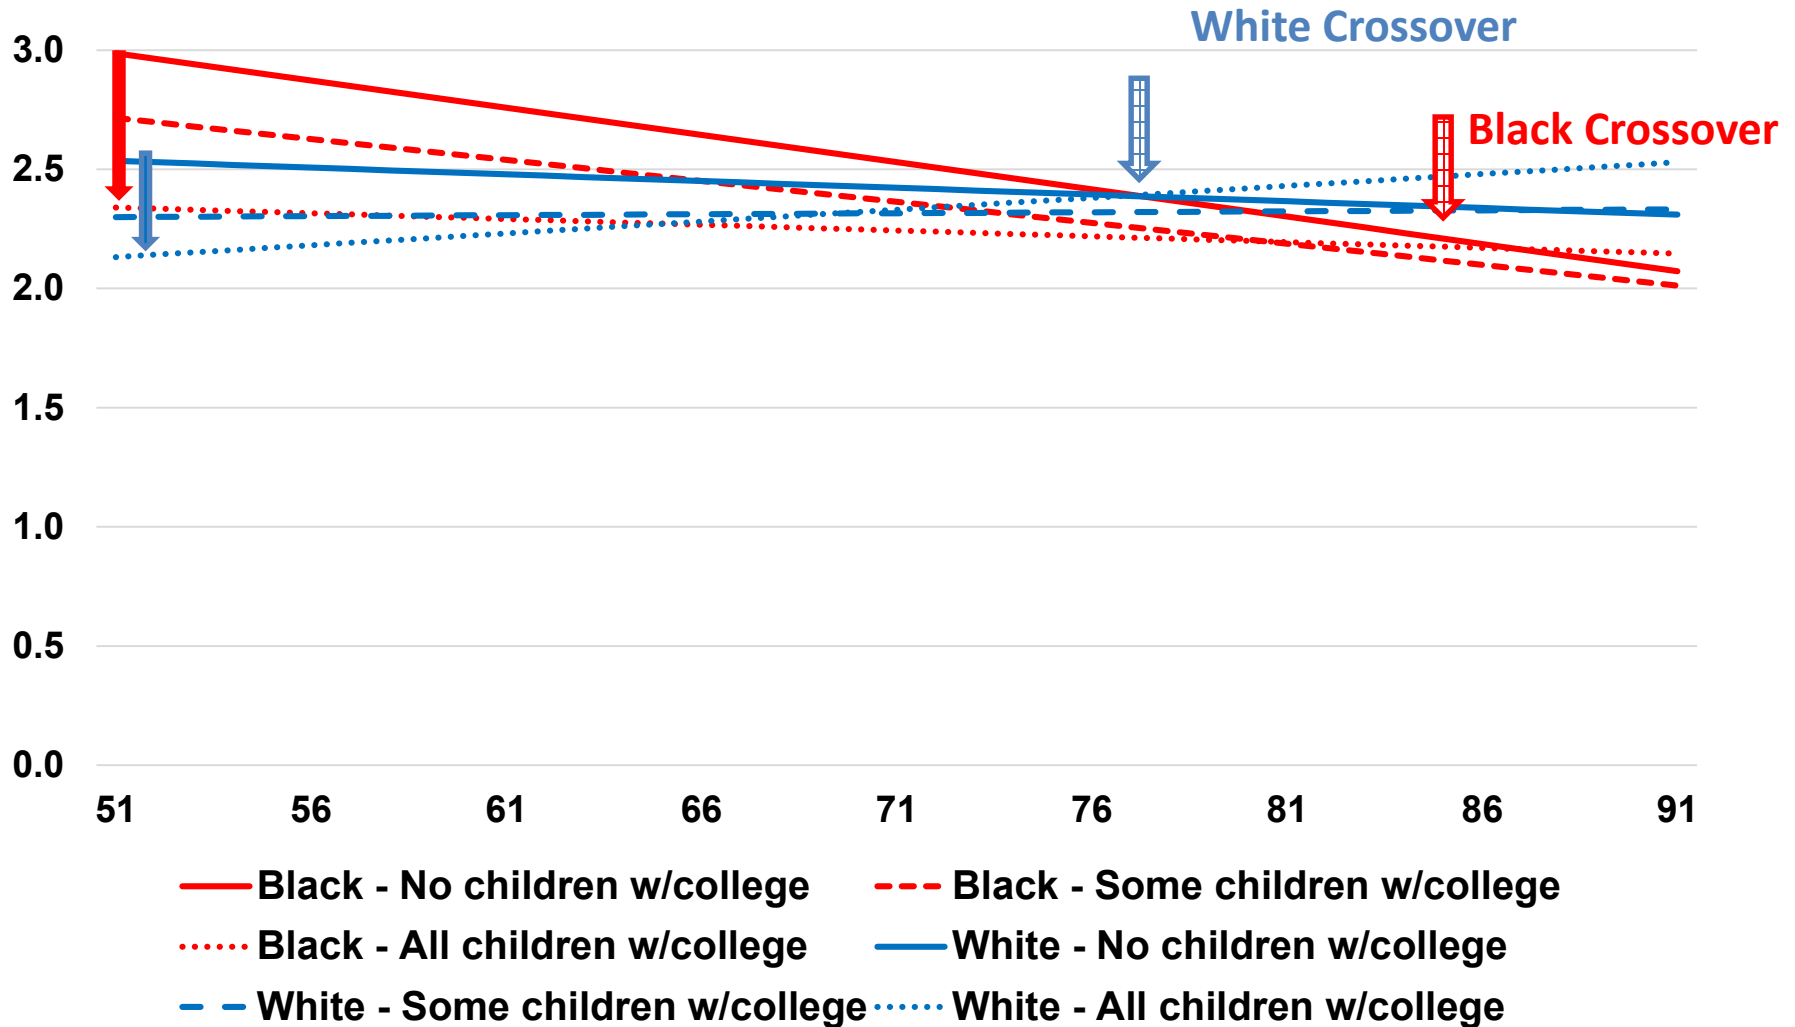 White Crossover
3.0
Black Crossover
2.5
2.0
1.5
1.0
0.5
0.0
51 56 61 66 71 76 81 86 91
Black - No children w/college Black - Some children w/college
Black - All children w/college White - No children w/college
White - Some children w/college White - All children w/college